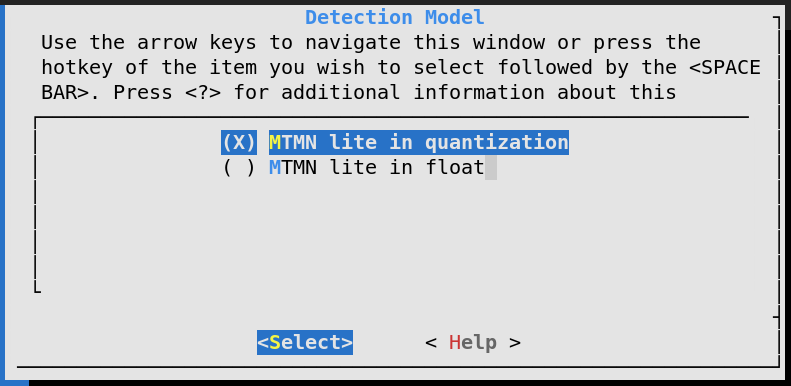 Detection Model
Use the arrow keys to navigate this window or press the
hotkey of the item you wish to select followed by the <SPACE
BAR>. Press <?> for additional information about this
(X) MTMN lite in quantization
( ) MTMN lite in float
<Select> < Help >